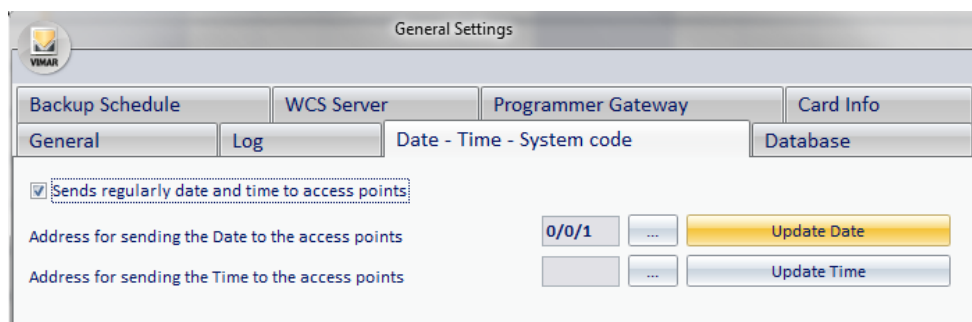 General Settings
VIMAR
Backup Schedule WCS Server Programmer Gateway Card Info
General Log Date - Time - System code Database
Sends regularly date and time to access points
Address for sending the Date to the access points 0/0/1 ... Update Date
Address for sending the Time to the access points ... Update Time